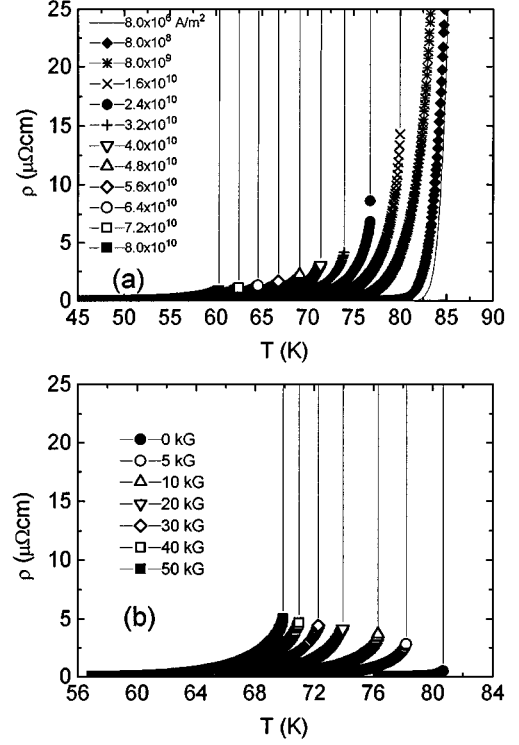 25
20
15
10
5
0
ρ (μΩcm)
8.0x10⁶ A/m²
8.0x10⁸
8.0x10⁹
1.6x10¹⁰
2.4x10¹⁰
3.2x10¹⁰
4.0x10¹⁰
4.8x10¹⁰
5.6x10¹⁰
6.4x10¹⁰
7.2x10¹⁰
8.0x10¹⁰
(a)
45 50 55 60 65 70 75 80 85 90
T (K)
25
20
15
10
5
0
ρ (μΩcm)
0 kG
5 kG
10 kG
20 kG
30 kG
40 kG
50 kG
(b)
56 60 64 68 72 76 80 84
T (K)